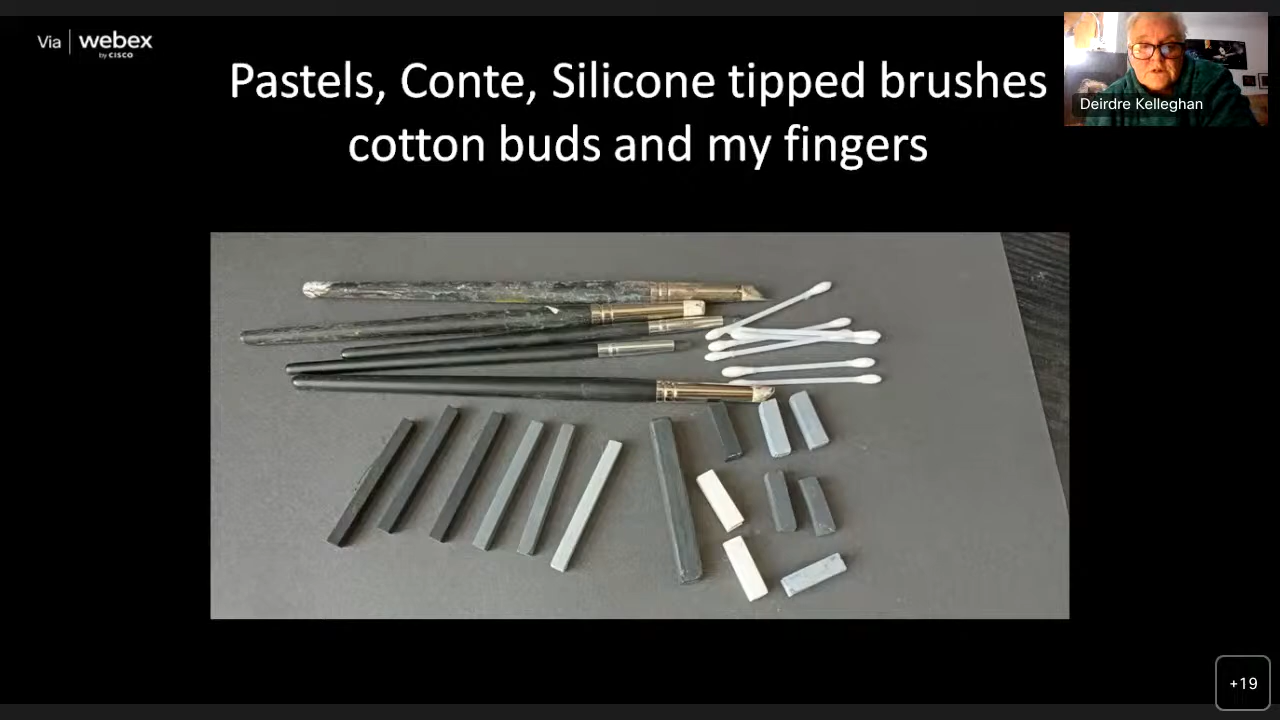 Via webex
by CISCO
Pastels, Conte, Silicone tipped brushes
cotton buds and my fingers
Deirdre Kelleghan
+19